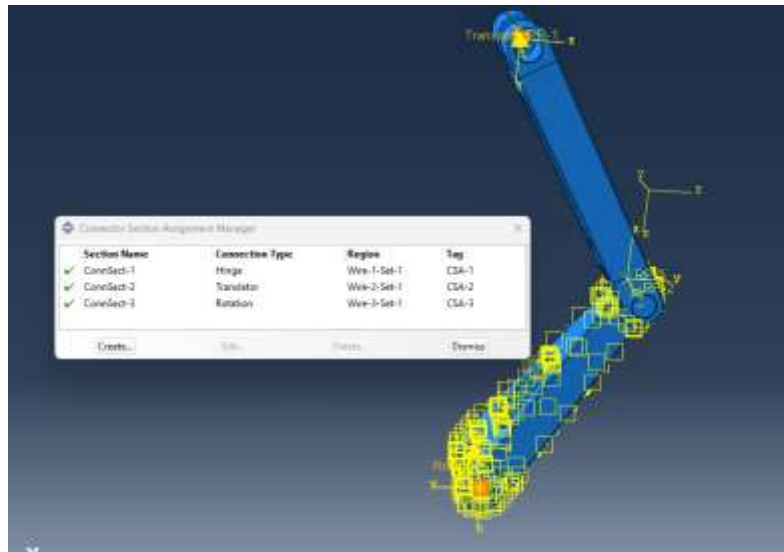 Connector Section Assignment Manager
Section Name Connection Type Region Tag
ConnSect-1 Hinge Wire-1-Set-1 CSA-1
ConnSect-2 Translator Wire-2-Set-1 CSA-2
ConnSect-3 Rotation Wire-3-Set-1 CSA-3
Create... Edit... Delete... Dismiss